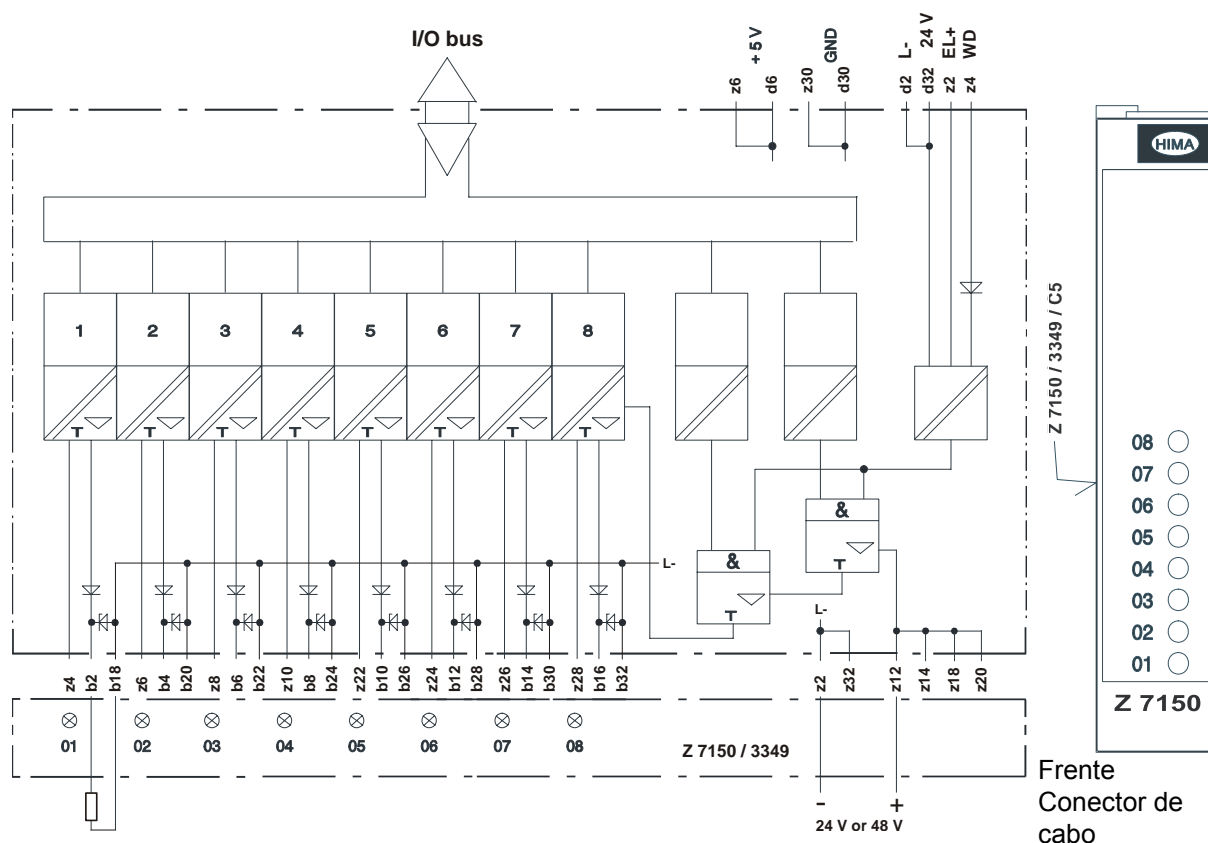 I/O bus
z6
+ 5 V
d6
z30
GND
d30
d2 L-
d32 24 V
z2 EL+
z4 WD
1 2 3 4 5 6 7 8
T T T T T T T T
&
T
&
T
L-
L-
z4 b2 b18 z6 b4 b20 z8 b6 b22 z10 b8 b24 z22 b10 b26 z24 b12 b28 z26 b14 b30 z28 b16 b32
z2 z32 z12 z14 z18 z20
01 02 03 04 05 06 07 08
Z 7150 / 3349
- +
24 V or 48 V
Z 7150 / 3349 / C5
HIMA
08
07
06
05
04
03
02
01
Z 7150
Frente
Conector de
cabo